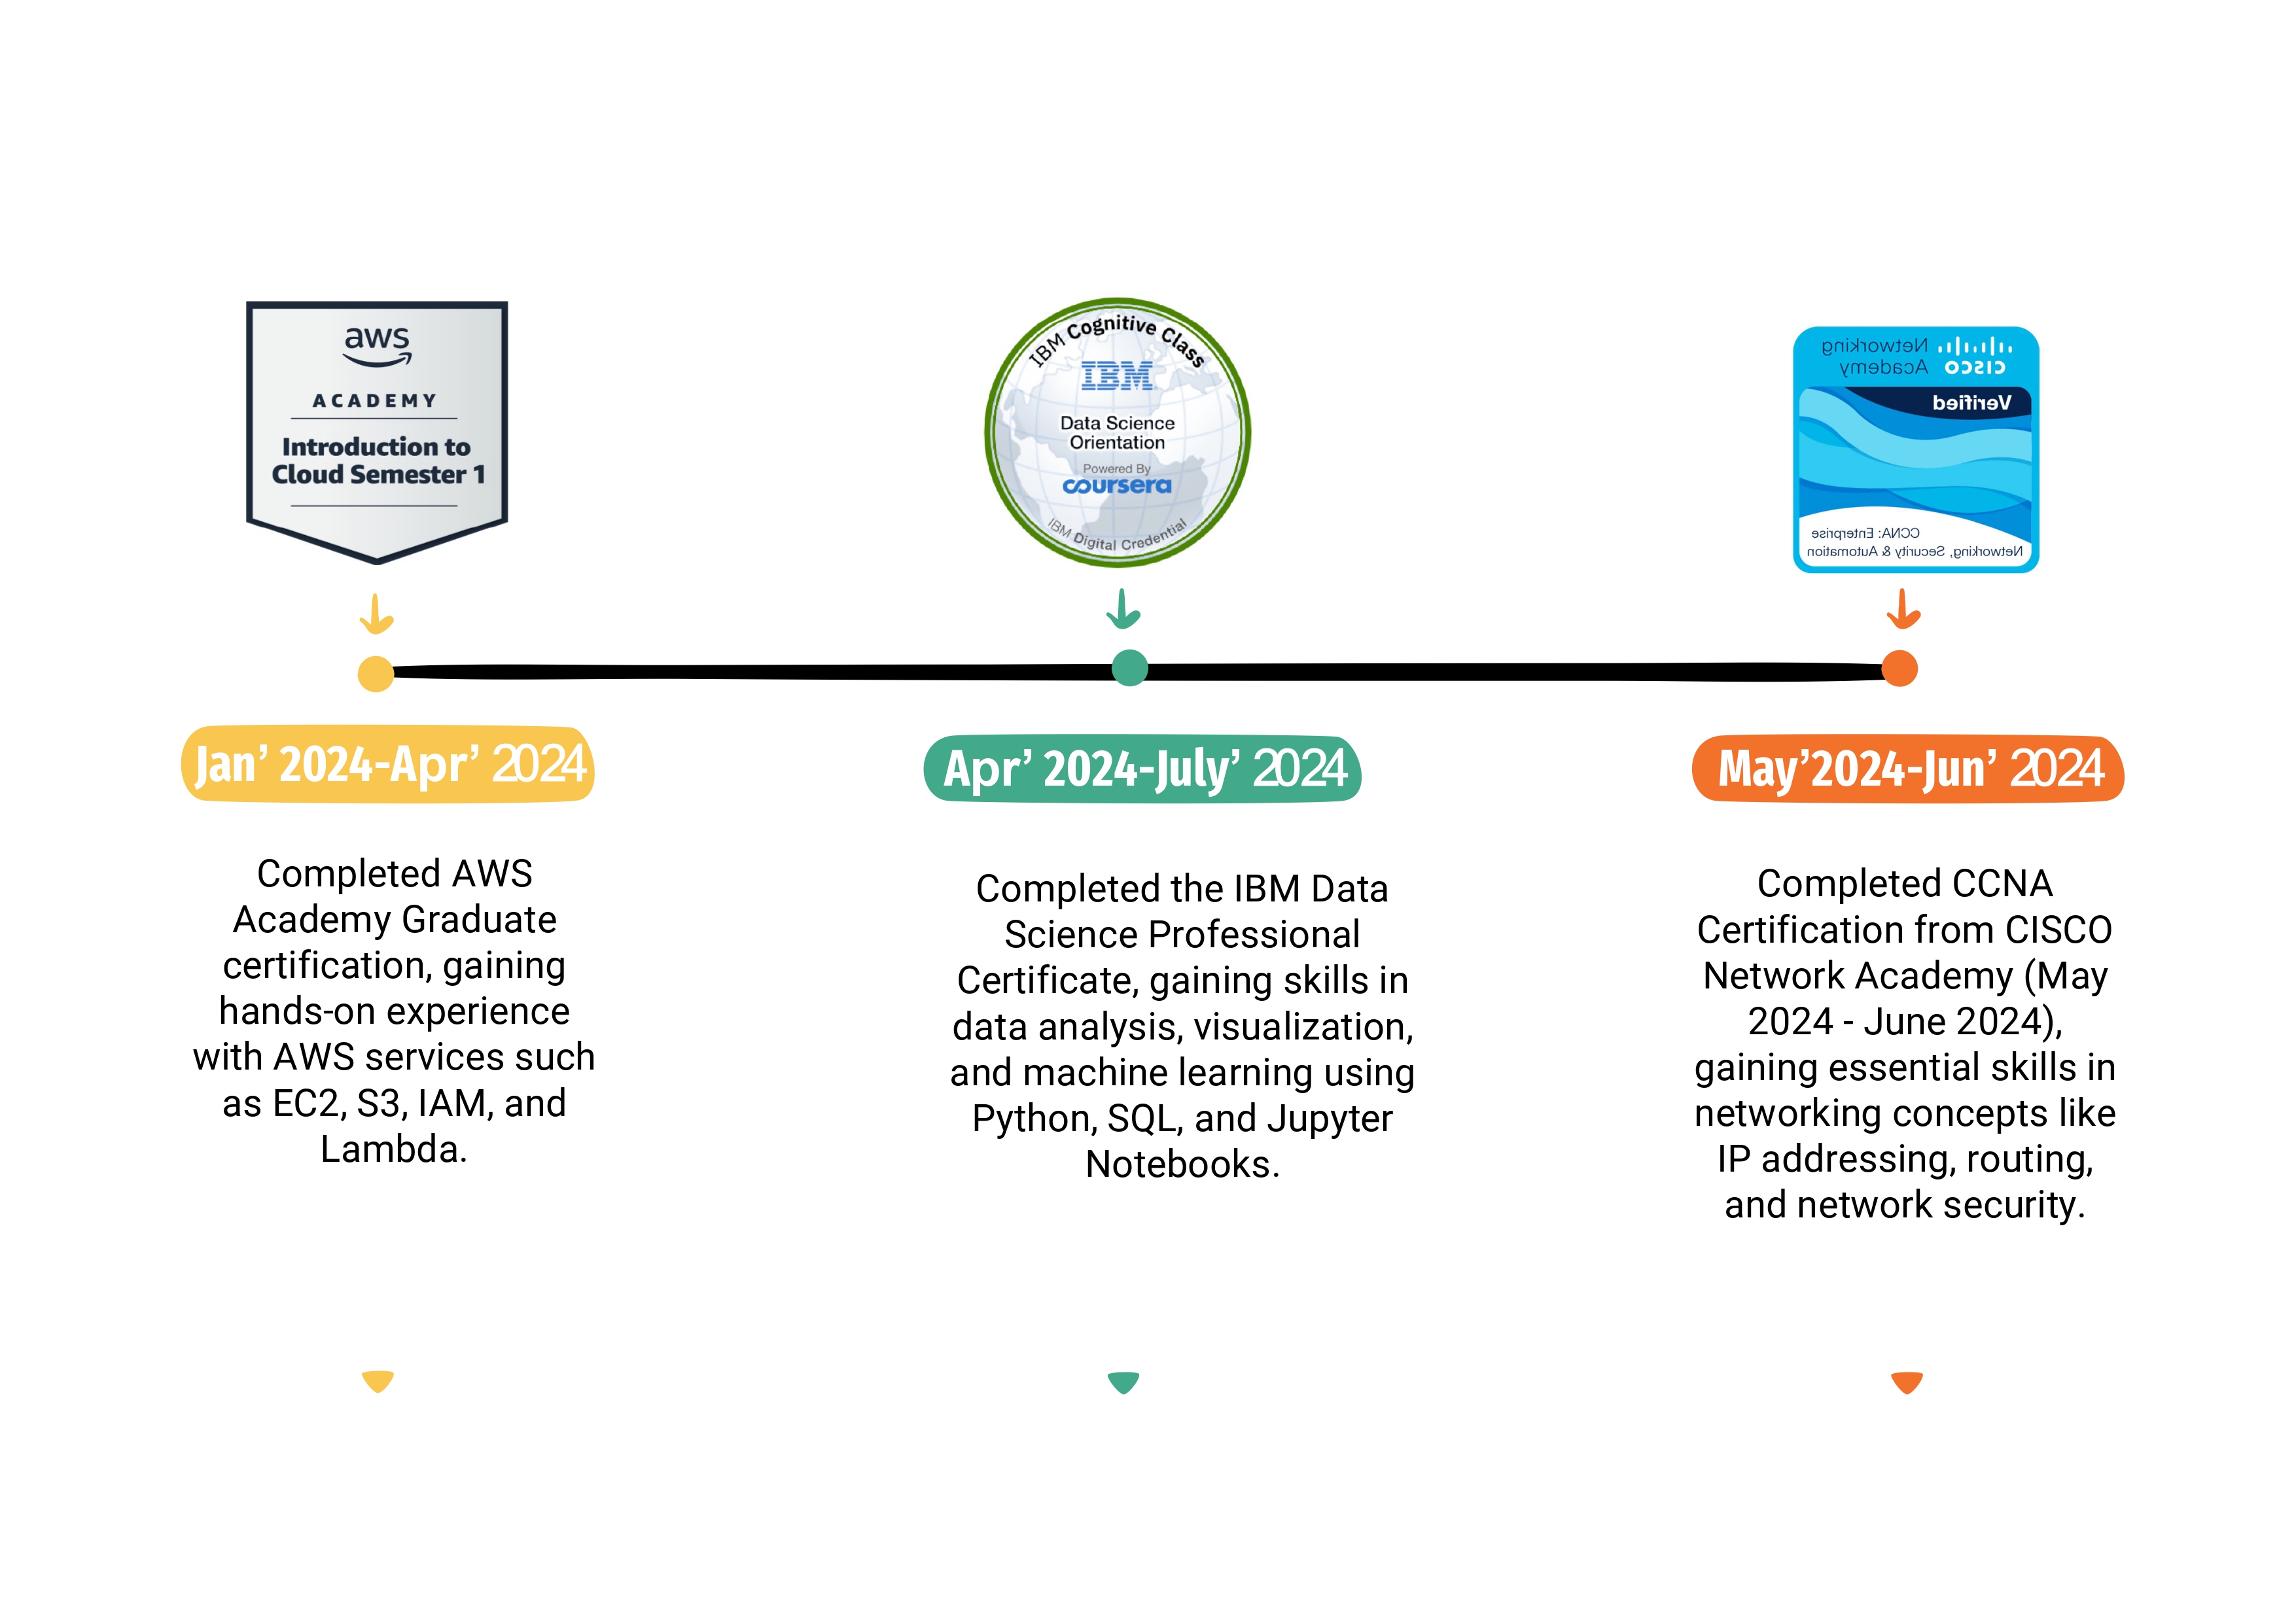 aws
ACADEMY
Introduction to
Cloud Semester 1
IBM Cognitive Class
IBM
Data Science
Orientation
Powered By
coursera
IBM Digital Credential
CISCO Networking
Academy
Verified
CCNA: Enterprise
Networking, Security & Automation
Jan’ 2024-Apr’ 2024
Completed AWS
Academy Graduate
certification, gaining
hands-on experience
with AWS services such
as EC2, S3, IAM, and
Lambda.
Apr’ 2024-July’ 2024
Completed the IBM Data
Science Professional
Certificate, gaining skills in
data analysis, visualization,
and machine learning using
Python, SQL, and Jupyter
Notebooks.
May’2024-Jun’ 2024
Completed CCNA
Certification from CISCO
Network Academy (May
2024 - June 2024),
gaining essential skills in
networking concepts like
IP addressing, routing,
and network security.